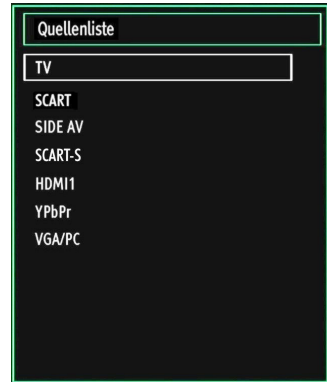 Quellenliste
TV
SCART
SIDE AV
SCART-S
HDMI1
YPbPr
VGA/PC